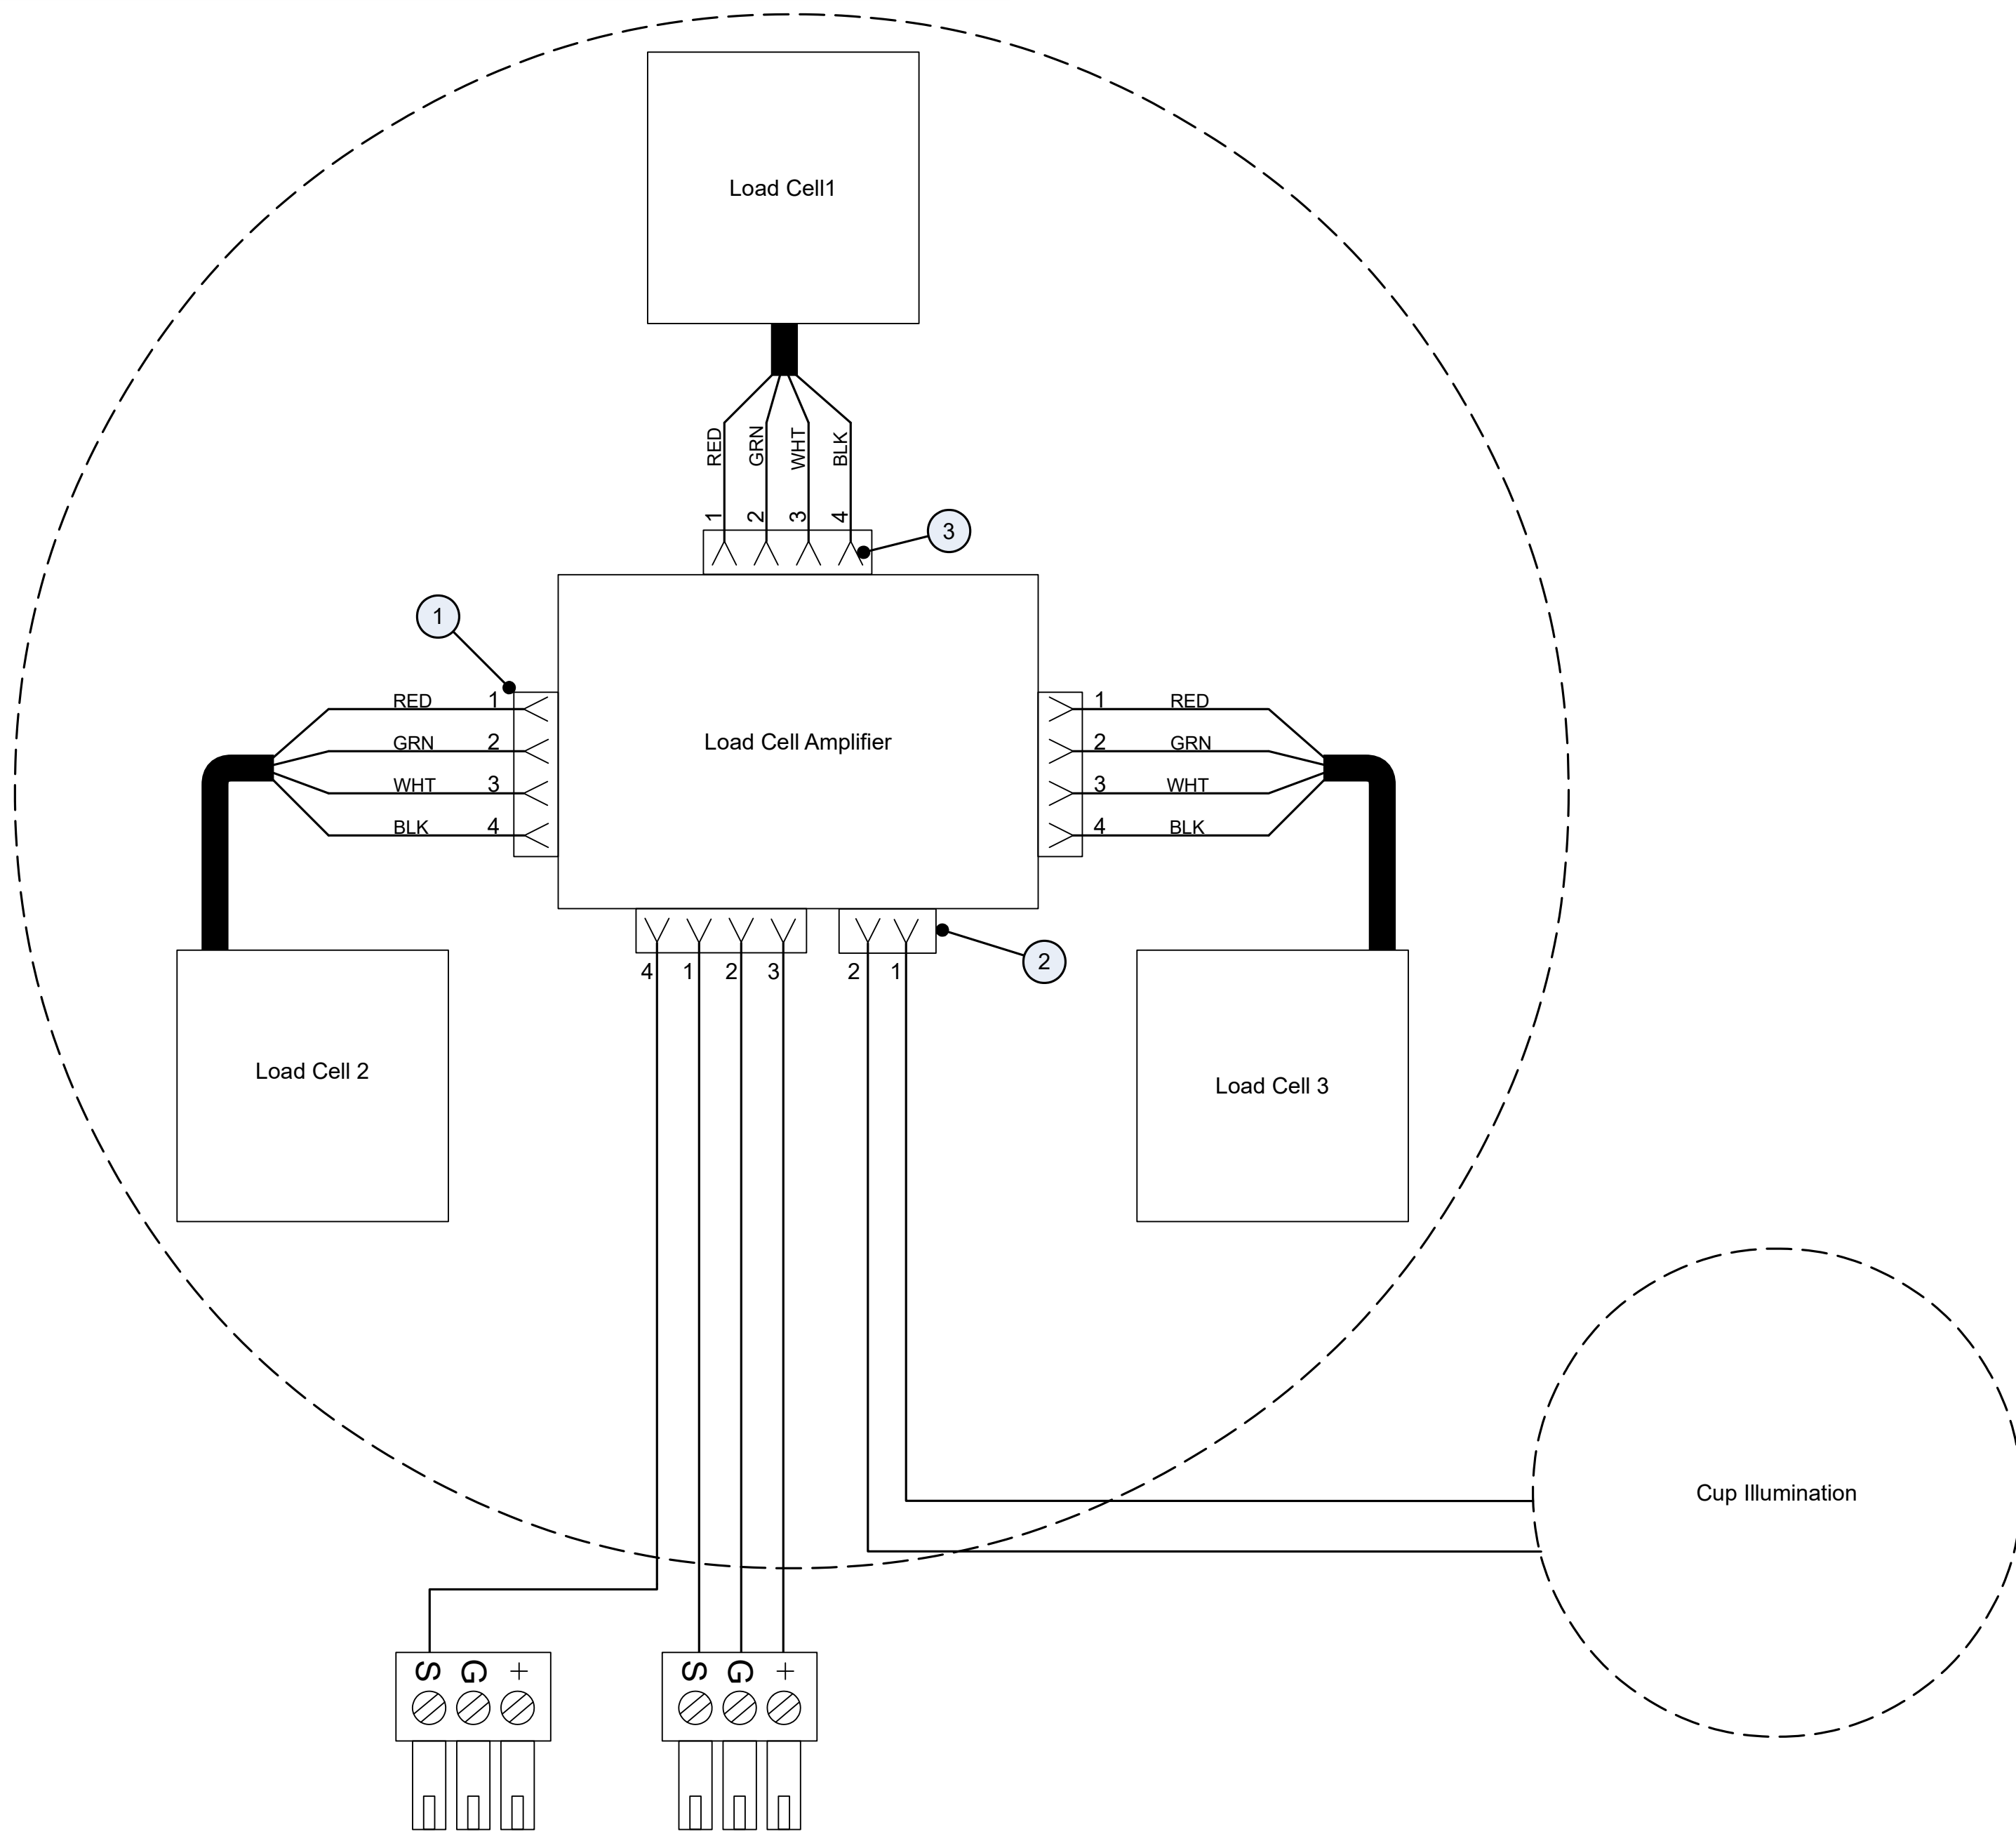 Load Cell1
RED GRN WHT BLK
1 2 3 4
3
1
Load Cell Amplifier
RED 1
GRN 2
WHT 3
BLK 4
1 RED
2 GRN
3 WHT
4 BLK
4 1 2 3
2 1
2
Load Cell 2
Load Cell 3
Cup Illumination
S G +
S G +